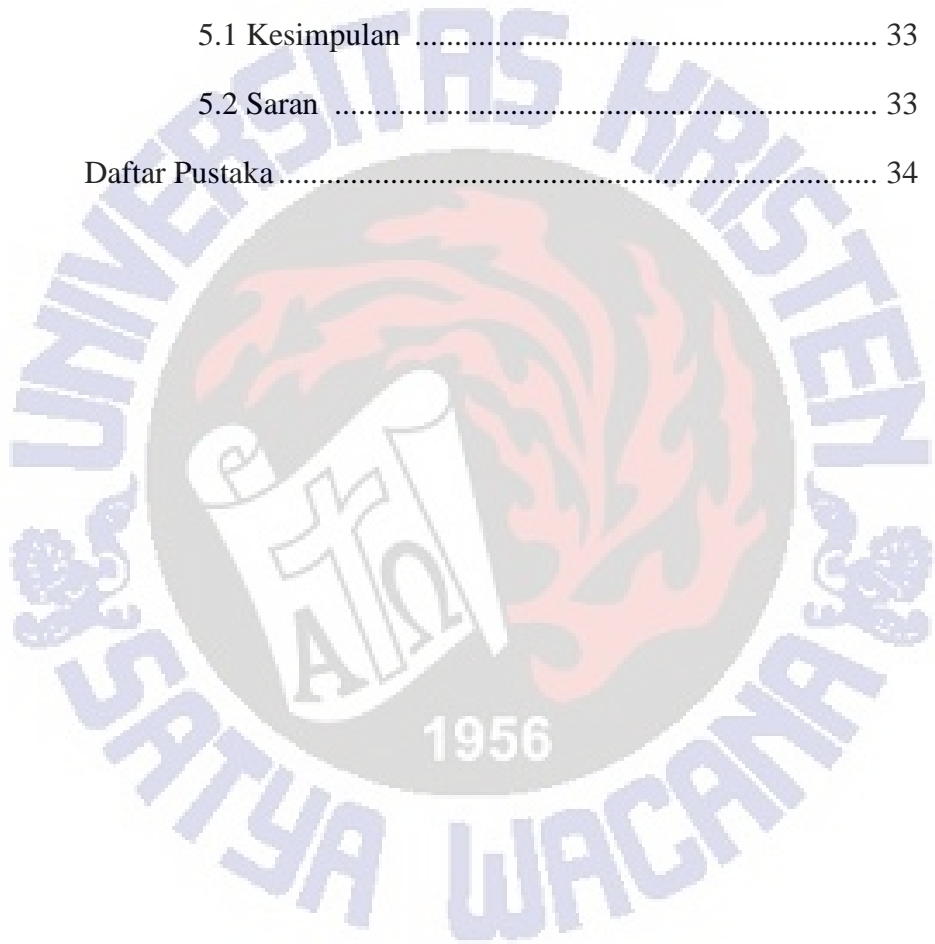 5.1 Kesimpulan ........................................................ 33
5.2 Saran .................................................................. 33
Daftar Pustaka ......................................................................... 34
UNIVERSITAS KRISTEN
Α Ω
1956
SATYA WACANA